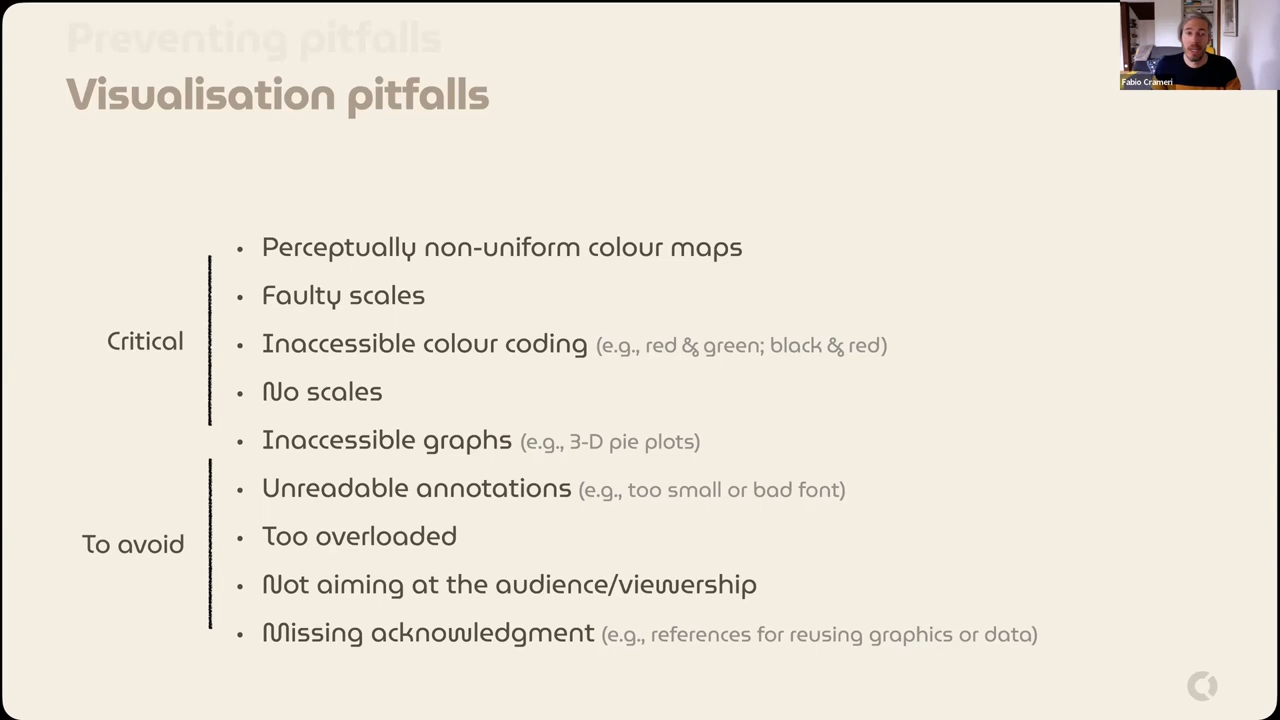 Preventing pitfalls
Visualisation pitfalls
Fabio Crameri
Critical
• Perceptually non-uniform colour maps
• Faulty scales
• Inaccessible colour coding (e.g., red & green; black & red)
• No scales
• Inaccessible graphs (e.g., 3-D pie plots)
To avoid
• Unreadable annotations (e.g., too small or bad font)
• Too overloaded
• Not aiming at the audience/viewership
• Missing acknowledgment (e.g., references for reusing graphics or data)